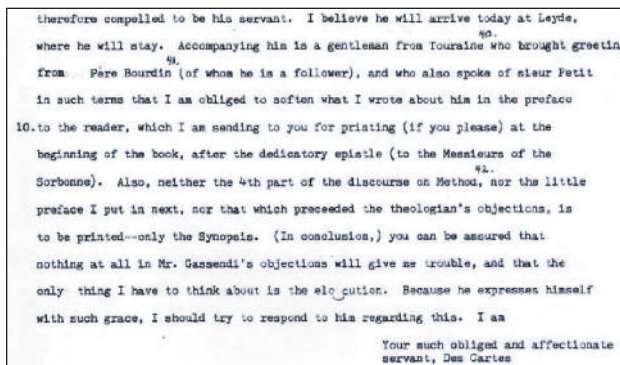 therefore compelled to be his servant. I believe he will arrive today at Leyde,
40.
where he will stay. Accompanying him is a gentleman from Touraine who brought greetin
41.
from Père Bourdin (of whom he is a follower), and who also spoke of sieur Petit
in such terms that I am obliged to soften what I wrote about him in the preface
10. to the reader, which I am sending to you for printing (if you please) at the
beginning of the book, after the dedicatory epistle (to the Messieurs of the
42.
Sorbonne). Also, neither the 4th part of the discourse on Method, nor the little
preface I put in next, nor that which preceeded the theologian's objections, is
to be printed--only the Synopsis. (In conclusion,) you can be assured that
nothing at all in Mr. Gassendi's objections will give me trouble, and that the
only thing I have to think about is the elocution. Because he expresses himself
with such grace, I should try to respond to him regarding this. I am
Your much obliged and affectionate
servant, Des Cartes